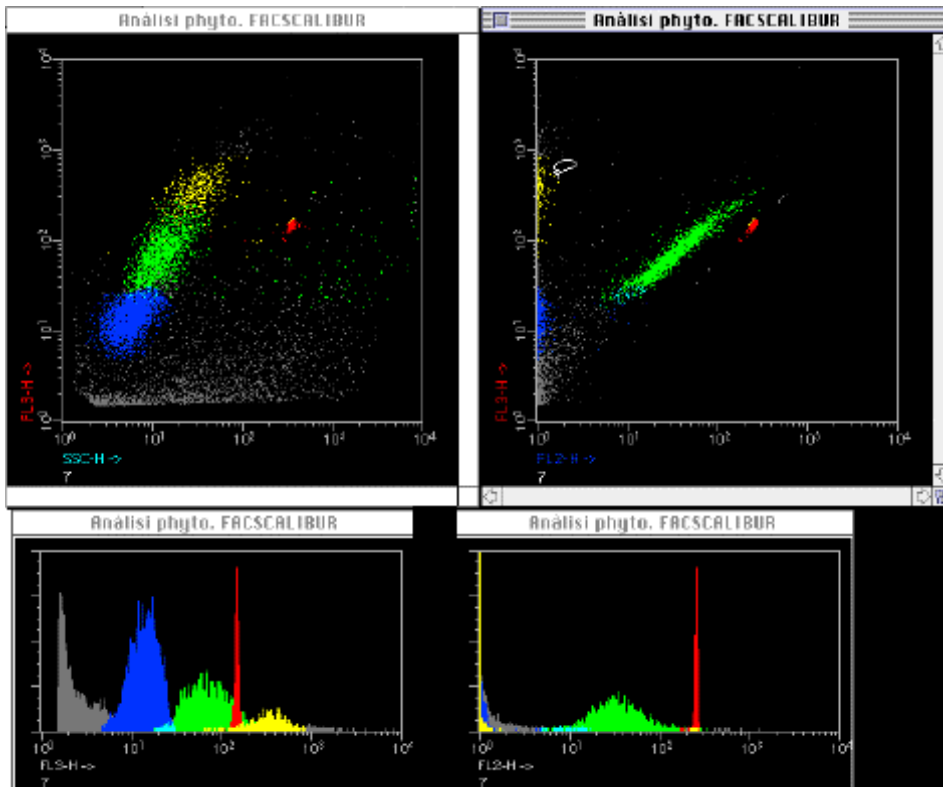 Anàlisi phyto. FACSCALIBUR
10⁴
10³
10²
10¹
10⁰
FL3-H ->
10⁰ 10¹ 10² 10³ 10⁴
SSC-H ->
7
Anàlisi phyto. FACSCALIBUR
10⁴
10³
10²
10¹
10⁰
FL3-H ->
10⁰ 10¹ 10² 10³ 10⁴
FL2-H ->
7
Anàlisi phyto. FACSCALIBUR
10⁰ 10¹ 10² 10³ 10⁴
FL3-H ->
7
Anàlisi phyto. FACSCALIBUR
10⁰ 10¹ 10² 10³ 10⁴
FL2-H ->
7